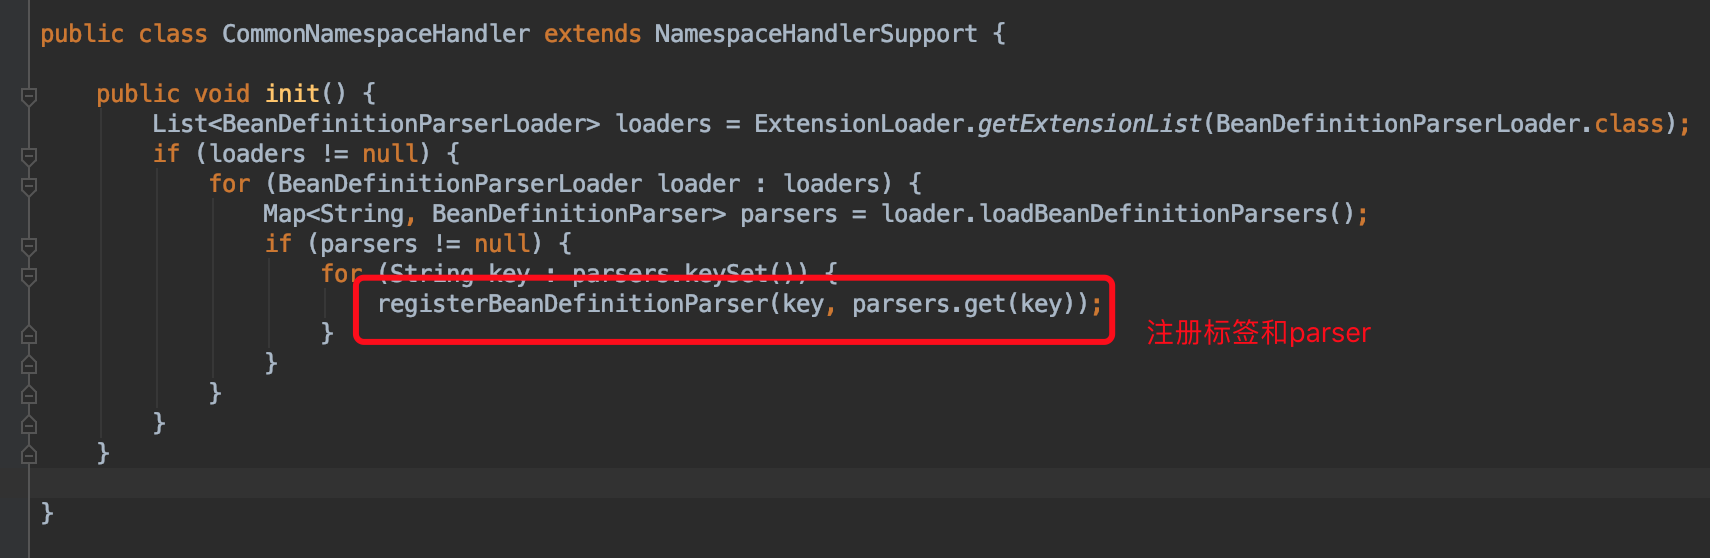 public class CommonNamespaceHandler extends NamespaceHandlerSupport {
public void init() {
List<BeanDefinitionParserLoader> loaders = ExtensionLoader.getExtensionList(BeanDefinitionParserLoader.class);
if (loaders != null) {
for (BeanDefinitionParserLoader loader : loaders) {
Map<String, BeanDefinitionParser> parsers = loader.loadBeanDefinitionParsers();
if (parsers != null) {
for (String key : parsers.keySet()) {
registerBeanDefinitionParser(key, parsers.get(key));
注册标签和parser
}
}
}
}
}
}